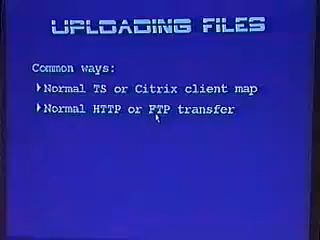 UPLOADING FILES
Common ways:
Normal TS or Citrix client map
Normal HTTP or FTP transfer